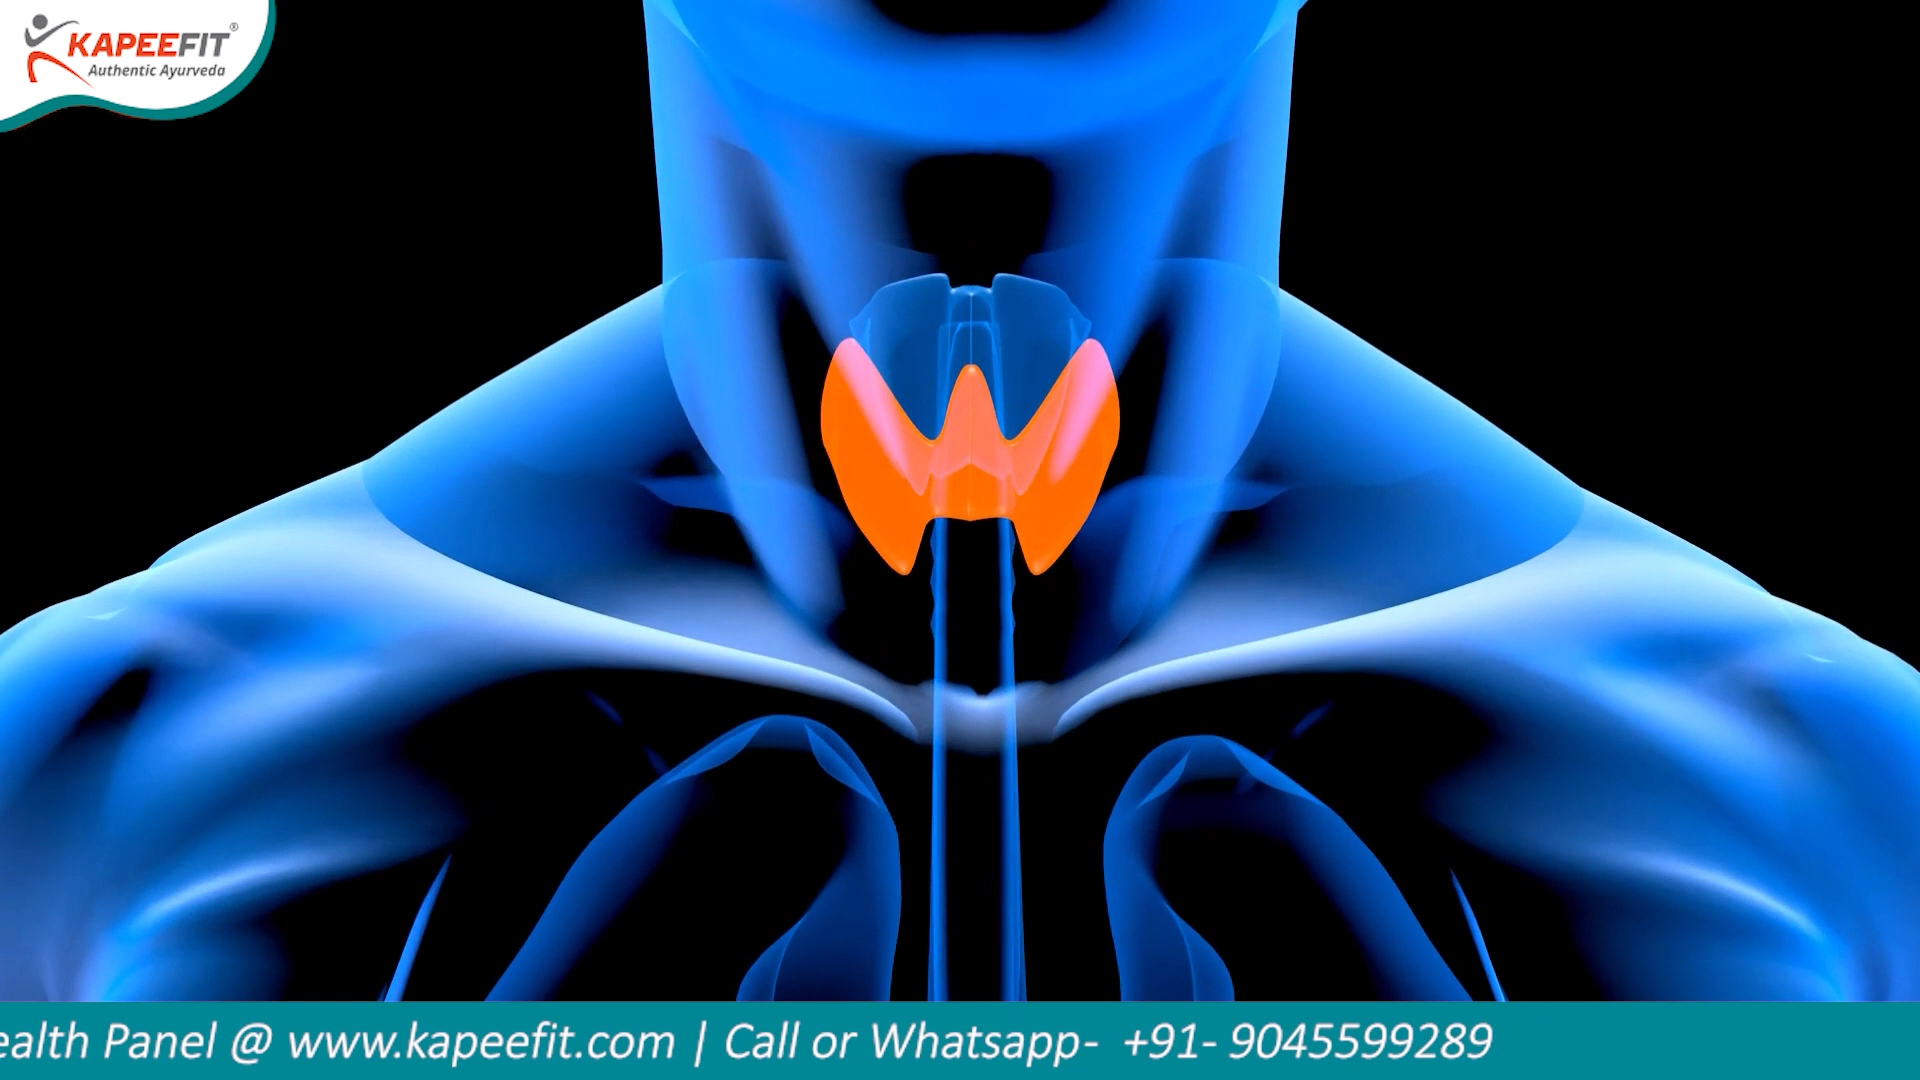 KAPEEFIT®
Authentic Ayurveda
ealth Panel @ www.kapeefit.com | Call or Whatsapp- +91- 9045599289